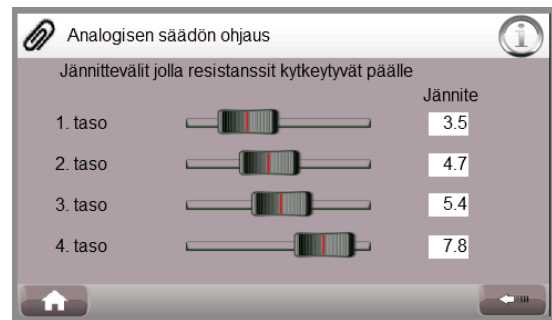 Analogisen säädön ohjaus
Jännittevälit jolla resistanssit kytkeytyvät päälle
Jännite
1. taso 3.5
2. taso 4.7
3. taso 5.4
4. taso 7.8